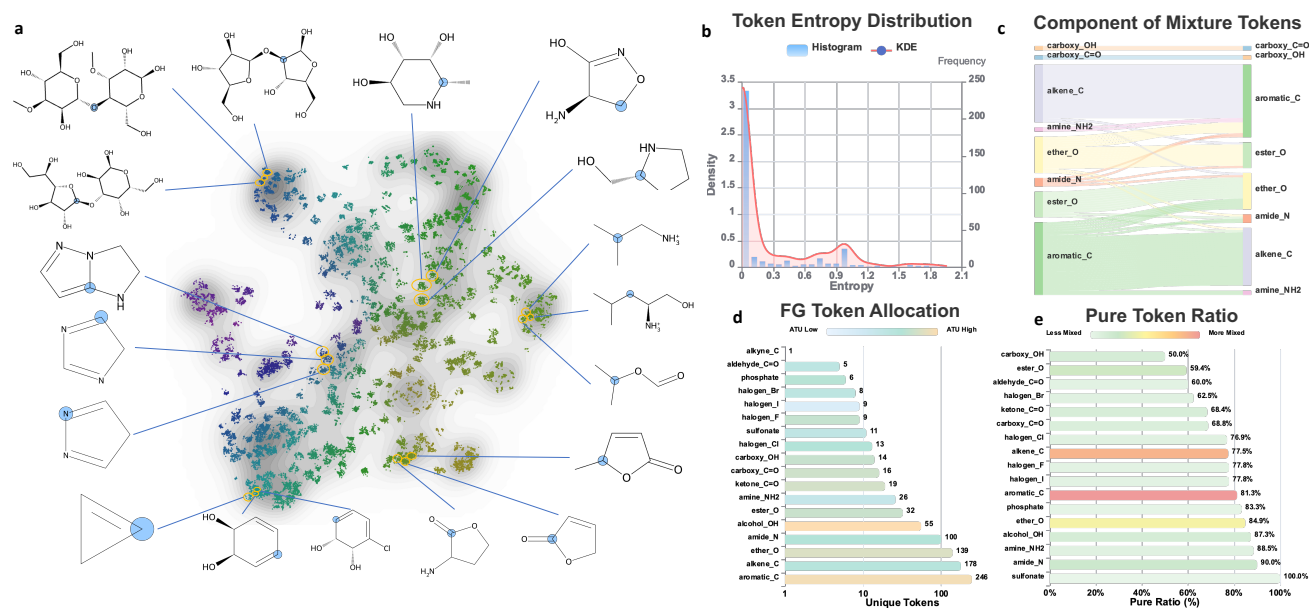 a
b
Token Entropy Distribution
Histogram
KDE
Frequency
3.5
3
2.5
2
1.5
1
0.5
0
Density
250
200
150
100
50
0
0
0.3
0.6
0.9
1.2
1.5
1.8
2.1
Entropy
c
Component of Mixture Tokens
carboxy_OH
carboxy_C=O
alkene_C
amine_NH2
ether_O
amide_N
ester_O
aromatic_C
carboxy_C=O
carboxy_OH
aromatic_C
ester_O
ether_O
amide_N
alkene_C
amine_NH2
d
FG Token Allocation
ATU Low
ATU High
alkyne_C 1
aldehyde_C=O 5
phosphate 6
halogen_Br 8
halogen_I 9
halogen_F 9
sulfonate 11
halogen_Cl 13
carboxy_OH 14
carboxy_C=O 16
ketone_C=O 19
amine_NH2 26
ester_O 32
alcohol_OH 55
amide_N 100
ether_O 139
alkene_C 178
aromatic_C 246
1
10
100
Unique Tokens
e
Pure Token Ratio
Less Mixed
More Mixed
carboxy_OH 50.0%
ester_O 59.4%
aldehyde_C=O 60.0%
halogen_Br 62.5%
ketone_C=O 68.4%
carboxy_C=O 68.8%
halogen_Cl 76.9%
alkene_C 77.5%
halogen_F 77.8%
halogen_I 77.8%
aromatic_C 81.3%
phosphate 83.3%
ether_O 84.9%
alcohol_OH 87.3%
amine_NH2 88.5%
amide_N 90.0%
sulfonate 100.0%
0%
20%
40%
60%
80%
100%
Pure Ratio (%)